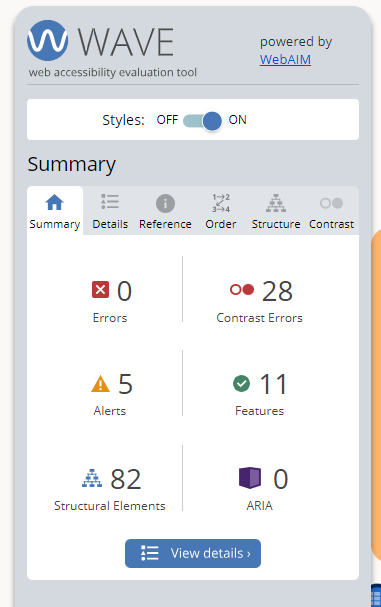 WAVE
web accessibility evaluation tool
powered by
WebAIM
Styles: OFF ON
Summary
Summary Details Reference Order Structure Contrast
0
Errors
28
Contrast Errors
5
Alerts
11
Features
82
Structural Elements
0
ARIA
View details ›